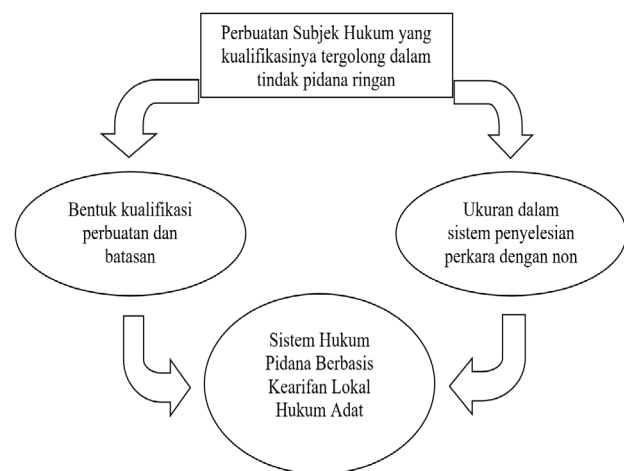 Perbuatan Subjek Hukum yang
kualifikasinya tergolong dalam
tindak pidana ringan
Bentuk kualifikasi
perbuatan dan
batasan
Ukuran dalam
sistem penyelesian
perkara dengan non
Sistem Hukum
Pidana Berbasis
Kearifan Lokal
Hukum Adat